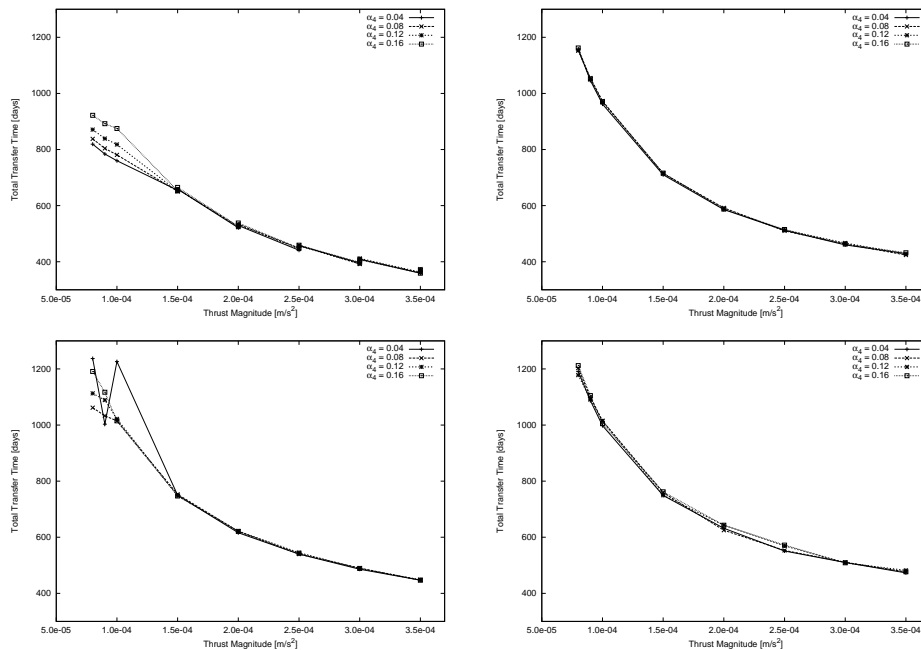 α4 = 0.04
α4 = 0.08
α4 = 0.12
α4 = 0.16
1200
1000
800
600
400
Total Transfer Time [days]
5.0e-05 1.0e-04 1.5e-04 2.0e-04 2.5e-04 3.0e-04 3.5e-04
Thrust Magnitude [m/s²]
α4 = 0.04
α4 = 0.08
α4 = 0.12
α4 = 0.16
1200
1000
800
600
400
Total Transfer Time [days]
5.0e-05 1.0e-04 1.5e-04 2.0e-04 2.5e-04 3.0e-04 3.5e-04
Thrust Magnitude [m/s²]
α4 = 0.04
α4 = 0.08
α4 = 0.12
α4 = 0.16
1200
1000
800
600
400
Total Transfer Time [days]
5.0e-05 1.0e-04 1.5e-04 2.0e-04 2.5e-04 3.0e-04 3.5e-04
Thrust Magnitude [m/s²]
α4 = 0.04
α4 = 0.08
α4 = 0.12
α4 = 0.16
1200
1000
800
600
400
Total Transfer Time [days]
5.0e-05 1.0e-04 1.5e-04 2.0e-04 2.5e-04 3.0e-04 3.5e-04
Thrust Magnitude [m/s²]